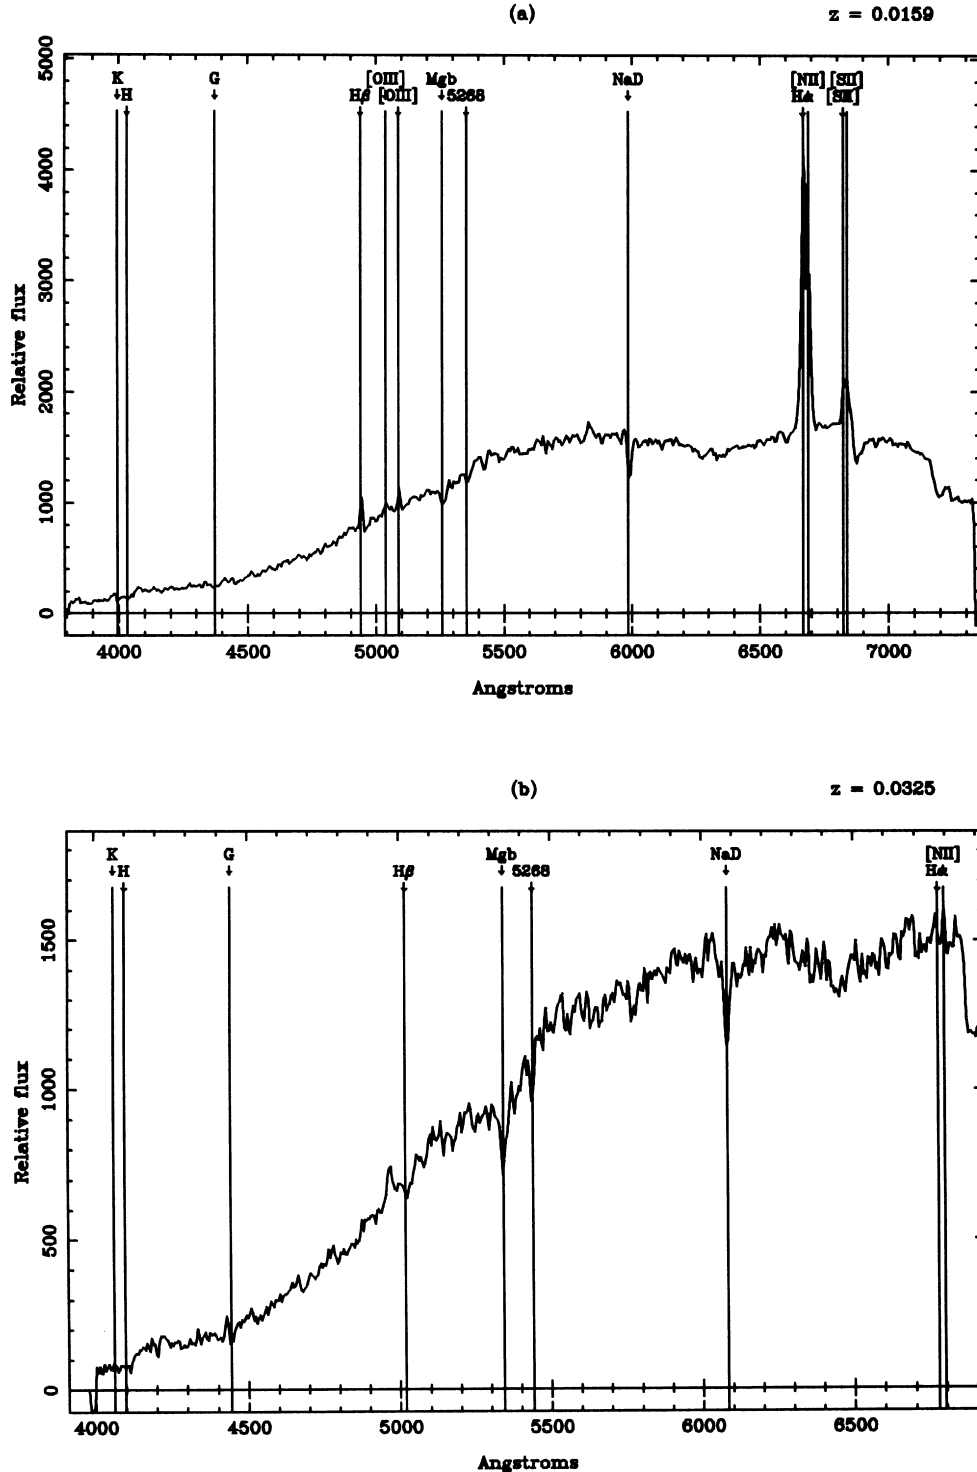 (a)
z = 0.0159
K G [OIII] Mgb NaD [NII] [SII]
H Hβ [OIII] 5268 Hα [SII]
5000
4000
3000
2000
1000
0
Relative flux
4000 4500 5000 5500 6000 6500 7000
Angstroms
(b)
z = 0.0325
K G Mgb NaD [NII]
H Hβ 5268 Hα
1500
1000
500
0
Relative flux
4000 4500 5000 5500 6000 6500
Angstroms